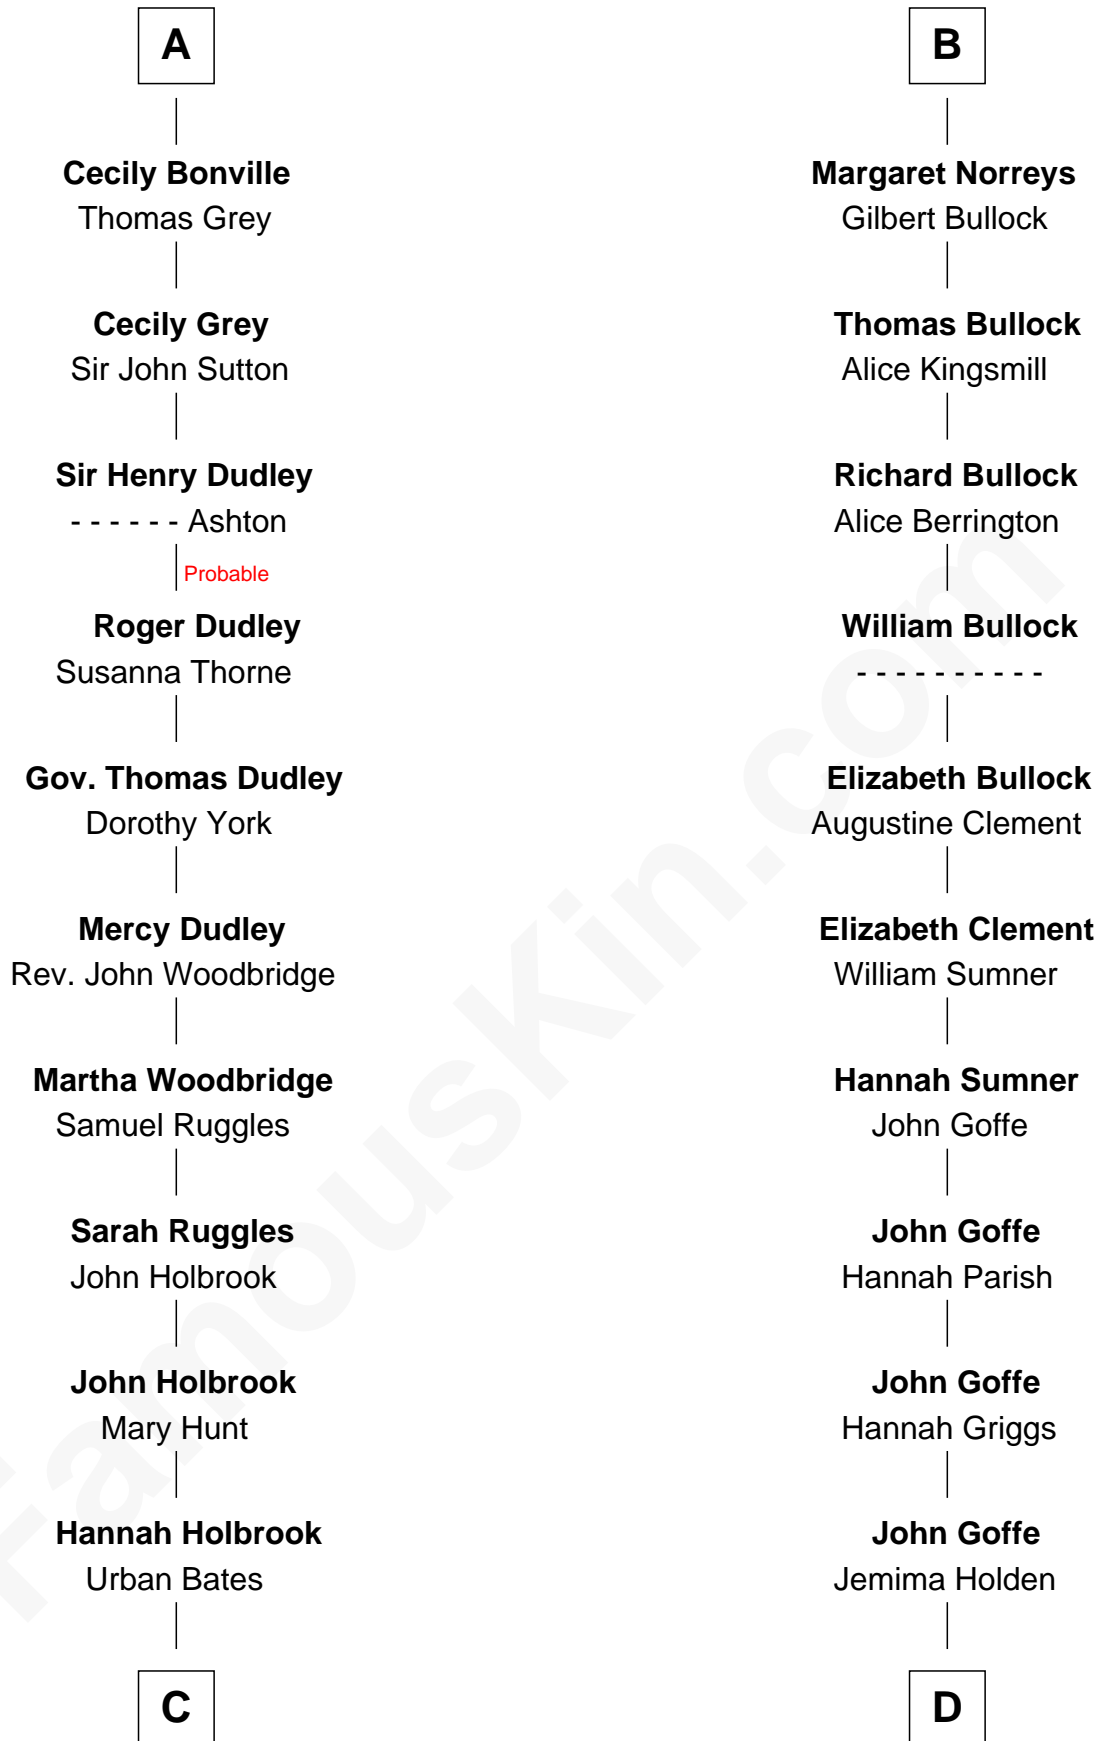 A
Cecily Bonville
Thomas Grey
Cecily Grey
Sir John Sutton
Sir Henry Dudley
- - - - - - Ashton
Probable
Roger Dudley
Susanna Thorne
Gov. Thomas Dudley
Dorothy York
Mercy Dudley
Rev. John Woodbridge
Martha Woodbridge
Samuel Ruggles
Sarah Ruggles
John Holbrook
John Holbrook
Mary Hunt
Hannah Holbrook
Urban Bates
C
B
Margaret Norreys
Gilbert Bullock
Thomas Bullock
Alice Kingsmill
Richard Bullock
Alice Berrington
William Bullock
- - - - - - - - - -
Elizabeth Bullock
Augustine Clement
Elizabeth Clement
William Sumner
Hannah Sumner
John Goffe
John Goffe
Hannah Parish
John Goffe
Hannah Griggs
John Goffe
Jemima Holden
D
FamousKin.com